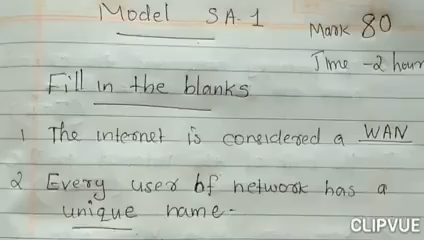 Model SA-1
Mark 80
Time - 2 hour
Fill in the blanks
1 The internet is considered a WAN
2 Every user of network has a
unique name.
CLIPVUE